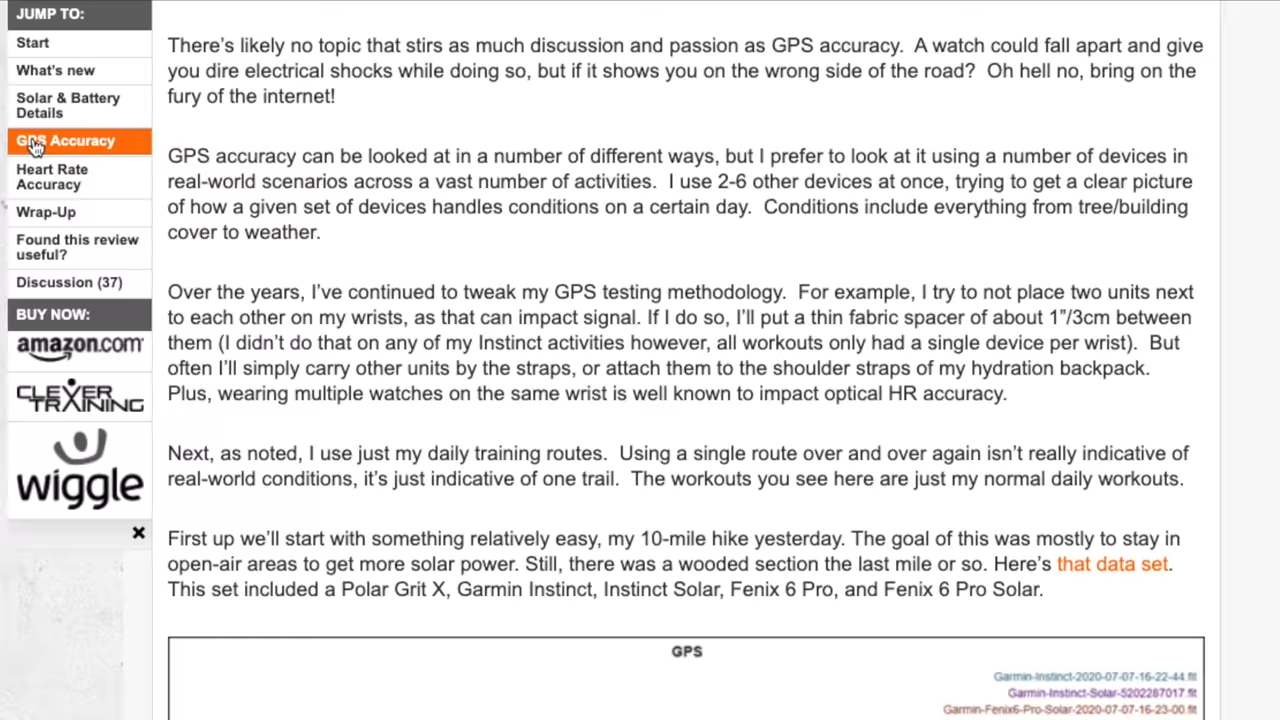 JUMP TO:
Start
What's new
Solar & Battery
Details
GPS Accuracy
Heart Rate
Accuracy
Wrap-Up
Found this review
useful?
Discussion (37)
BUY NOW:
amazon.com
CLEVER
TRAINING
wiggle
There's likely no topic that stirs as much discussion and passion as GPS accuracy.  A watch could fall apart and give
you dire electrical shocks while doing so, but if it shows you on the wrong side of the road?  Oh hell no, bring on the
fury of the internet!
GPS accuracy can be looked at in a number of different ways, but I prefer to look at it using a number of devices in
real-world scenarios across a vast number of activities.  I use 2-6 other devices at once, trying to get a clear picture
of how a given set of devices handles conditions on a certain day.  Conditions include everything from tree/building
cover to weather.
Over the years, I've continued to tweak my GPS testing methodology.  For example, I try to not place two units next
to each other on my wrists, as that can impact signal. If I do so, I'll put a thin fabric spacer of about 1”/3cm between
them (I didn't do that on any of my Instinct activities however, all workouts only had a single device per wrist).  But
often I'll simply carry other units by the straps, or attach them to the shoulder straps of my hydration backpack.
Plus, wearing multiple watches on the same wrist is well known to impact optical HR accuracy.
Next, as noted, I use just my daily training routes.  Using a single route over and over again isn't really indicative of
real-world conditions, it's just indicative of one trail.  The workouts you see here are just my normal daily workouts.
First up we'll start with something relatively easy, my 10-mile hike yesterday. The goal of this was mostly to stay in
open-air areas to get more solar power. Still, there was a wooded section the last mile or so. Here's that data set.
This set included a Polar Grit X, Garmin Instinct, Instinct Solar, Fenix 6 Pro, and Fenix 6 Pro Solar.
GPS
Garmin-Instinct-2020-07-07-16-22-44.fit
Garmin-Instinct-Solar-5202287017.fit
Garmin-Fenix6-Pro-Solar-2020-07-07-16-23-00.fit